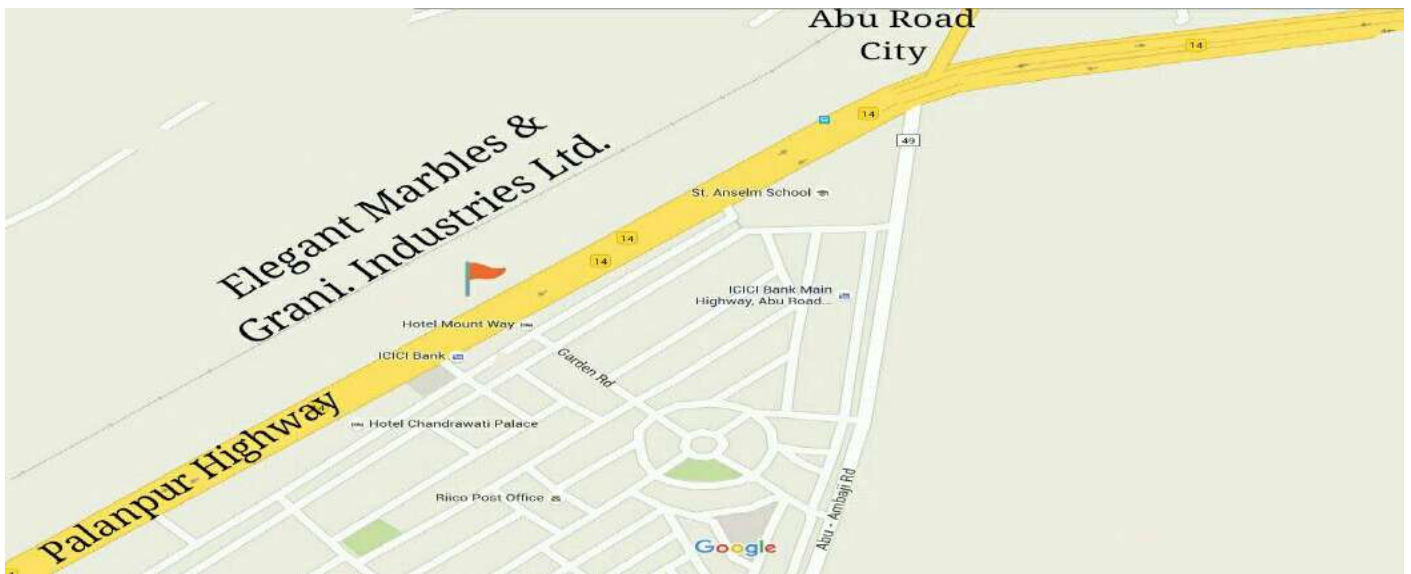 Abu Road
City
14
14
49
Elegant Marbles &
Grani. Industries Ltd.
St. Anselm School
14
14
ICICI Bank Main
Highway, Abu Road...
Hotel Mount Way
ICICI Bank
Garden Rd
Palanpur Highway
Hotel Chandrawati Palace
Riico Post Office
Abu - Ambaji Rd
Google